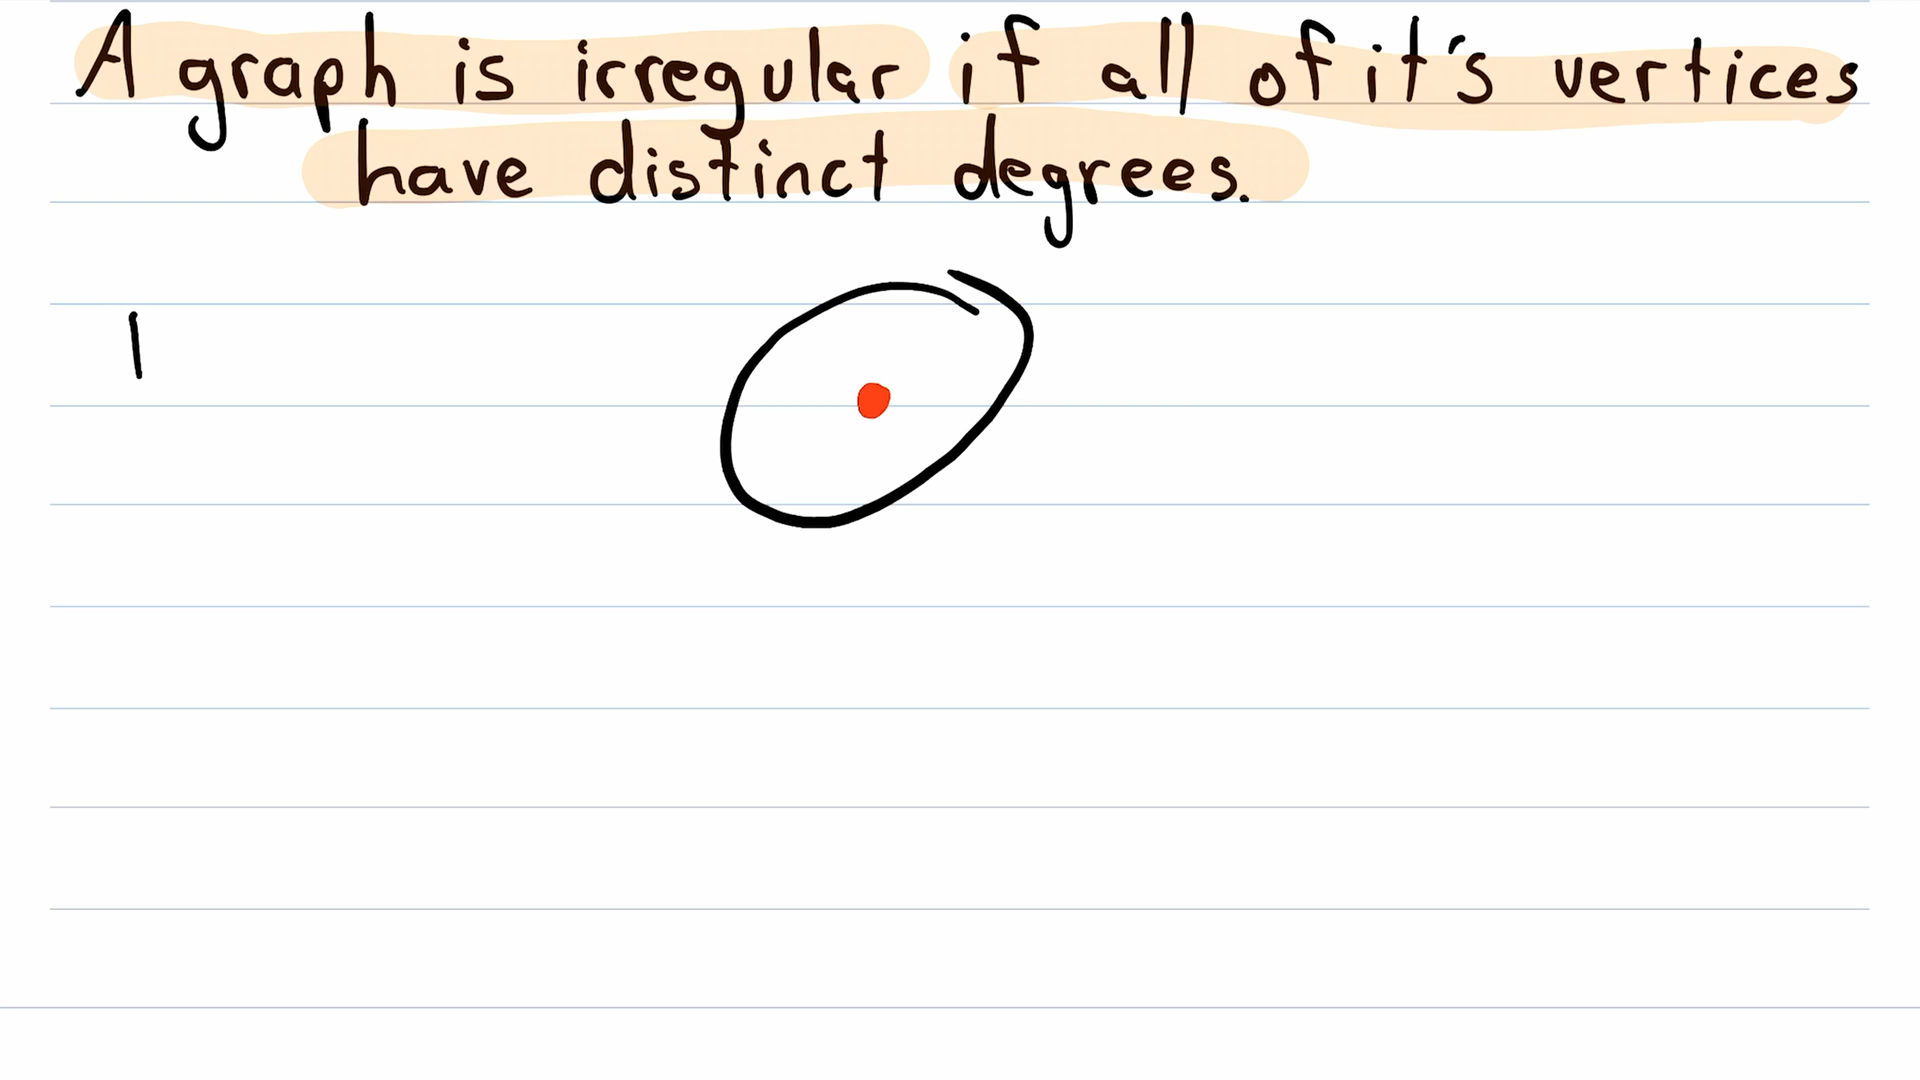 A graph is irregular if all of it's vertices
have distinct degrees.
1